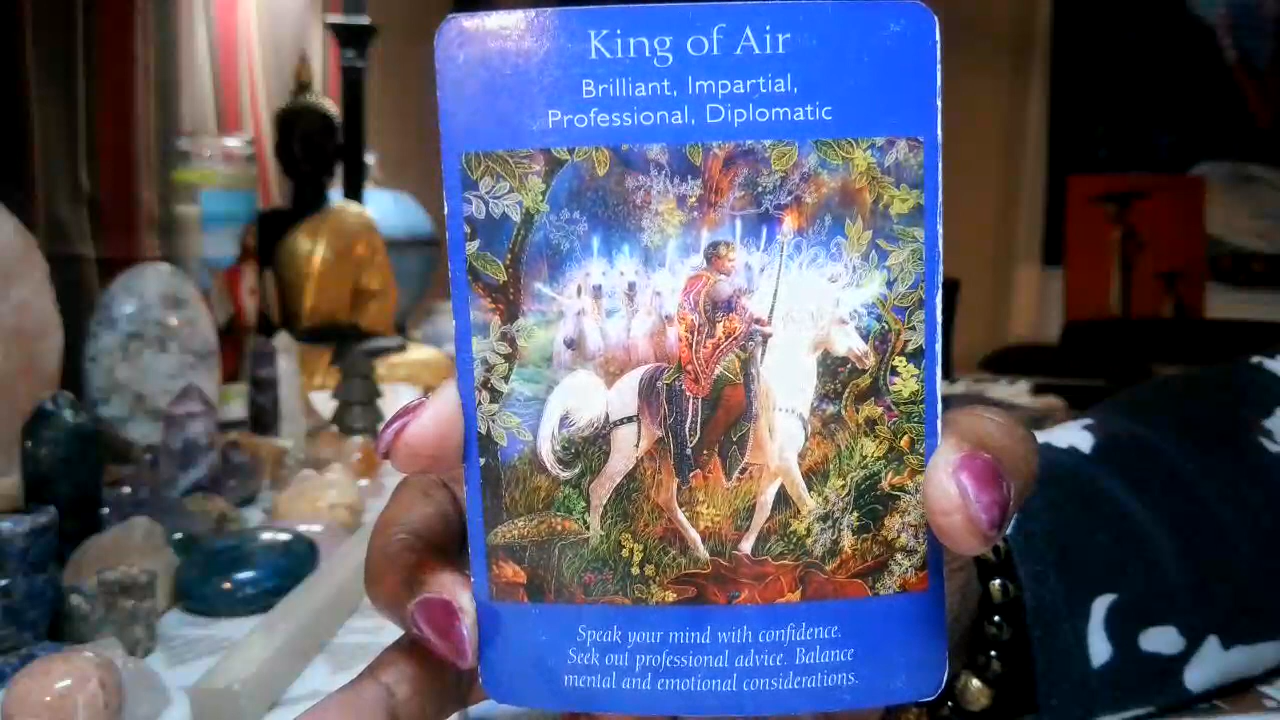 King of Air
Brilliant, Impartial,
Professional, Diplomatic
Speak your mind with confidence.
Seek out professional advice. Balance
mental and emotional considerations.